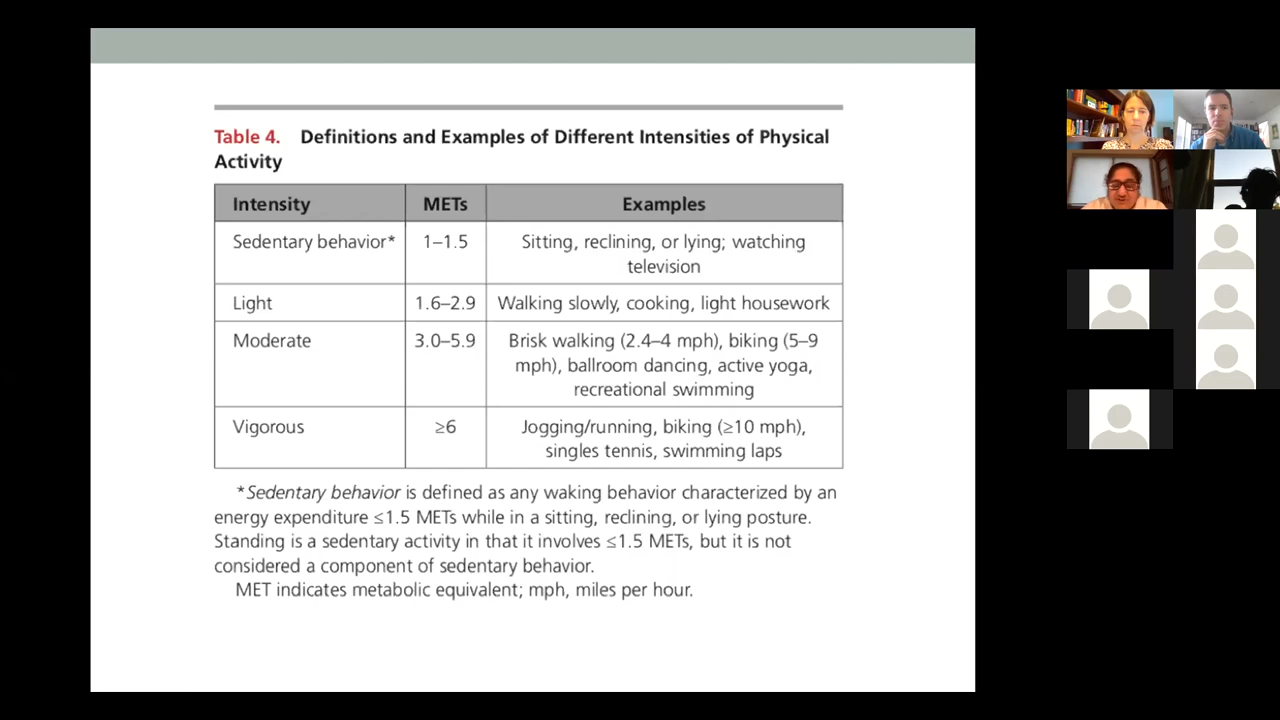 Table 4. Definitions and Examples of Different Intensities of Physical
Activity
Intensity METs Examples
Sedentary behavior* 1–1.5 Sitting, reclining, or lying; watching
television
Light 1.6–2.9 Walking slowly, cooking, light housework
Moderate 3.0–5.9 Brisk walking (2.4–4 mph), biking (5–9
mph), ballroom dancing, active yoga,
recreational swimming
Vigorous ≥6 Jogging/running, biking (≥10 mph),
singles tennis, swimming laps
*Sedentary behavior is defined as any waking behavior characterized by an
energy expenditure ≤1.5 METs while in a sitting, reclining, or lying posture.
Standing is a sedentary activity in that it involves ≤1.5 METs, but it is not
considered a component of sedentary behavior.
MET indicates metabolic equivalent; mph, miles per hour.